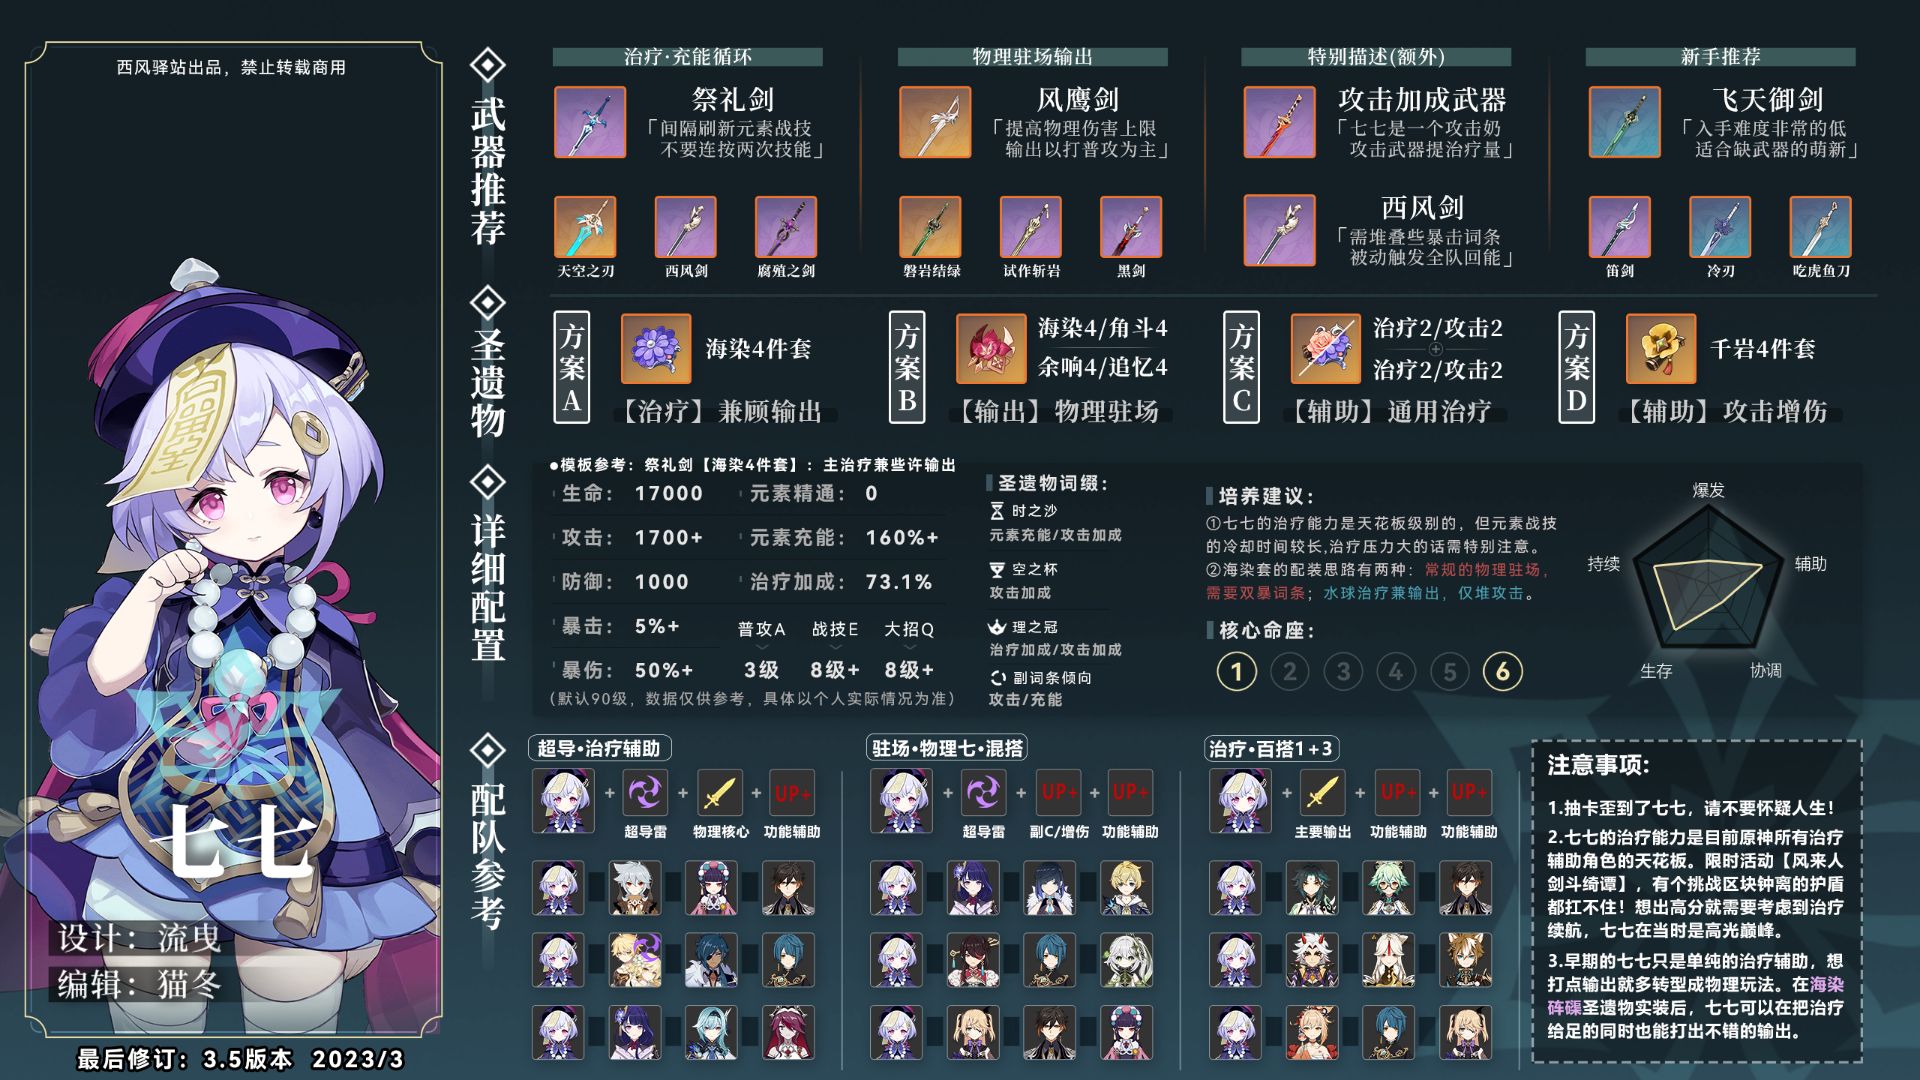 西风驿站出品，禁止转载商用
七七
设计：流曳
编辑：猫冬
最后修订：3.5版本 2023/3
武器推荐
治疗·充能循环
祭礼剑
「间隔刷新元素战技
不要连按两次技能」
天空之刃
西风剑
腐殖之剑
物理驻场输出
风鹰剑
「提高物理伤害上限
输出以打普攻为主」
磐岩结绿
试作斩岩
黑剑
特别描述(额外)
攻击加成武器
「七七是一个攻击奶
攻击武器提治疗量」
西风剑
「需堆叠些暴击词条
被动触发全队回能」
新手推荐
飞天御剑
「入手难度非常的低
适合缺武器的萌新」
笛剑
冷刃
吃虎鱼刀
圣遗物
方案A
海染4件套
【治疗】兼顾输出
方案B
海染4/角斗4
余响4/追忆4
【输出】物理驻场
方案C
治疗2/攻击2
治疗2/攻击2
【辅助】通用治疗
方案D
千岩4件套
【辅助】攻击增伤
详细配置
●模板参考：祭礼剑【海染4件套】：主治疗兼些许输出
生命： 17000 元素精通： 0
攻击： 1700+ 元素充能： 160%+
防御： 1000 治疗加成： 73.1%
暴击： 5%+ 普攻A 战技E 大招Q
暴伤： 50%+ 3级 8级+ 8级+
(默认90级，数据仅供参考，具体以个人实际情况为准)
圣遗物词缀：
时之沙
元素充能/攻击加成
空之杯
攻击加成
理之冠
治疗加成/攻击加成
副词条倾向
攻击/充能
培养建议：
①七七的治疗能力是天花板级别的，但元素战技
的冷却时间较长,治疗压力大的话需特别注意。
②海染套的配装思路有两种：常规的物理驻场，
需要双暴词条；水球治疗兼输出，仅堆攻击。
核心命座：
1 2 3 4 5 6
爆发
持续
辅助
生存
协调
配队参考
超导·治疗辅助
+ + + UP+
超导雷 物理核心 功能辅助
驻场·物理七·混搭
+ + UP+ + UP+
超导雷 副C/增伤 功能辅助
治疗·百搭1+3
+ + UP+ + UP+
主要输出 功能辅助 功能辅助
注意事项:
1.抽卡歪到了七七，请不要怀疑人生！
2.七七的治疗能力是目前原神所有治疗
辅助角色的天花板。限时活动【风来人
剑斗绮谭】，有个挑战区块钟离的护盾
都扛不住！想出高分就需要考虑到治疗
续航，七七在当时是高光巅峰。
3.早期的七七只是单纯的治疗辅助，想
打点输出就多转型成物理玩法。在海染
砗磲圣遗物实装后，七七可以在把治疗
给足的同时也能打出不错的输出。